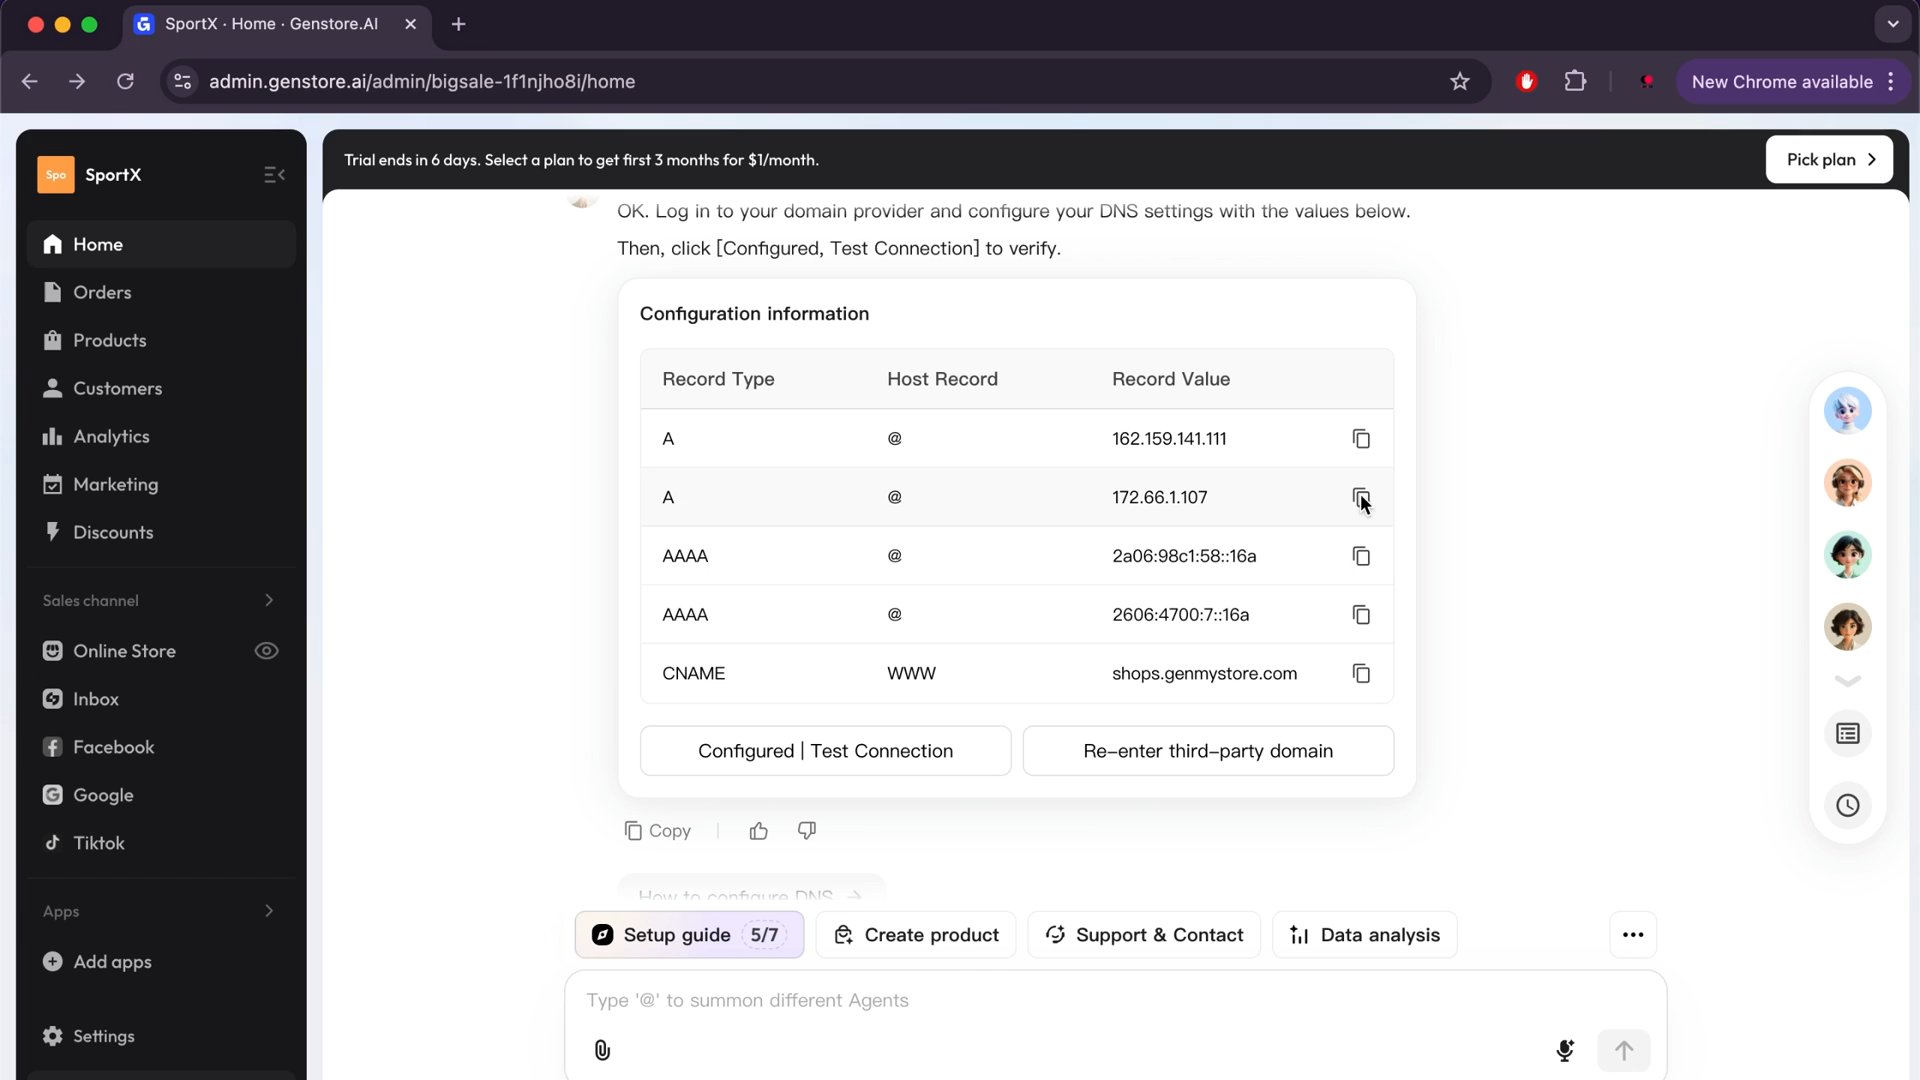 SportX · Home · Genstore.AI
admin.genstore.ai/admin/bigsale-1f1njho8i/home
New Chrome available
Spo
SportX
Home
Orders
Products
Customers
Analytics
Marketing
Discounts
Sales channel
Online Store
Inbox
Facebook
Google
Tiktok
Apps
Add apps
Settings
Trial ends in 6 days. Select a plan to get first 3 months for $1/month.
Pick plan
OK. Log in to your domain provider and configure your DNS settings with the values below.
Then, click [Configured, Test Connection] to verify.
Configuration information
Record Type Host Record Record Value
A @ 162.159.141.111
A @ 172.66.1.107
AAAA @ 2a06:98c1:58::16a
AAAA @ 2606:4700:7::16a
CNAME WWW shops.genmystore.com
Configured | Test Connection Re-enter third-party domain
Copy
How to configure DNS →
Setup guide 5/7 Create product Support & Contact Data analysis
Type '@' to summon different Agents